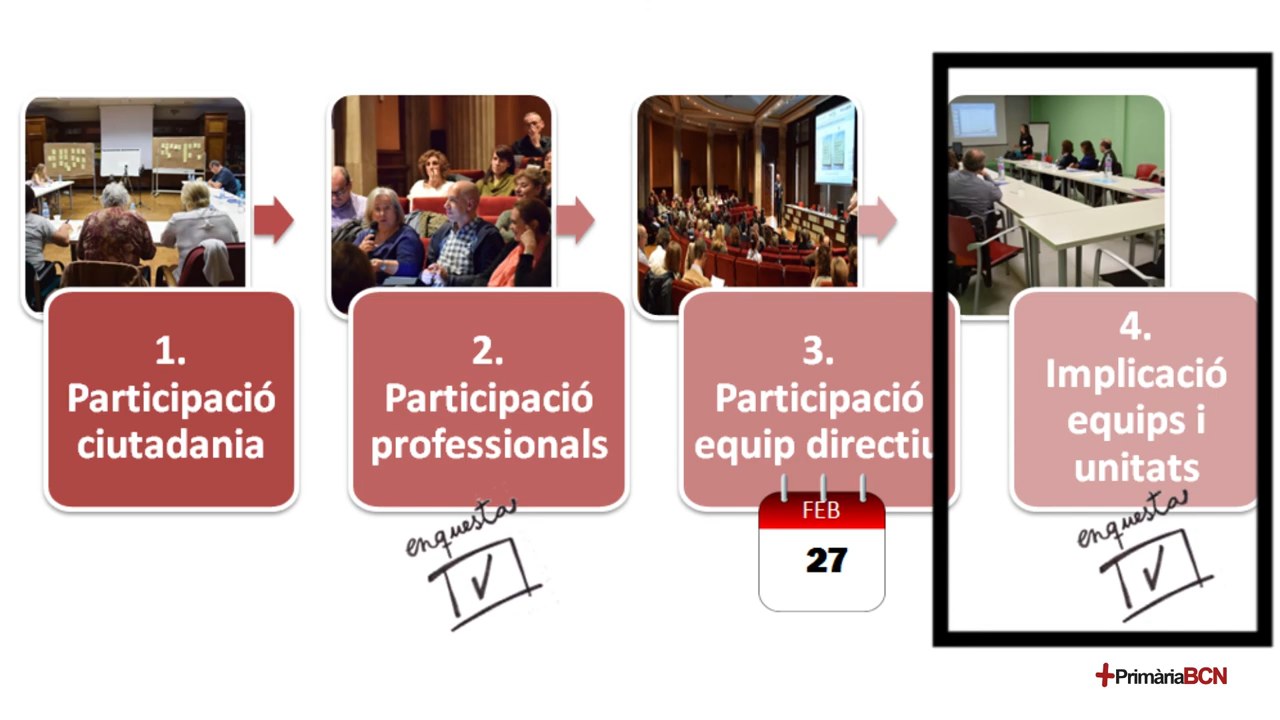 1.
Participació
ciutadania
2.
Participació
professionals
3.
Participació
equip directiu
4.
Implicació
equips i
unitats
enquesta
FEB
27
enquesta
+PrimàriaBCN